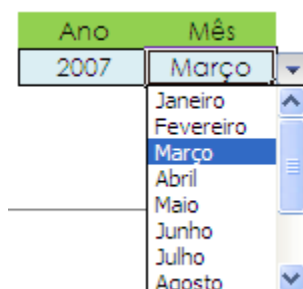 Ano Mês
2007 Março
Janeiro
Fevereiro
Março
Abril
Maio
Junho
Julho
Agosto